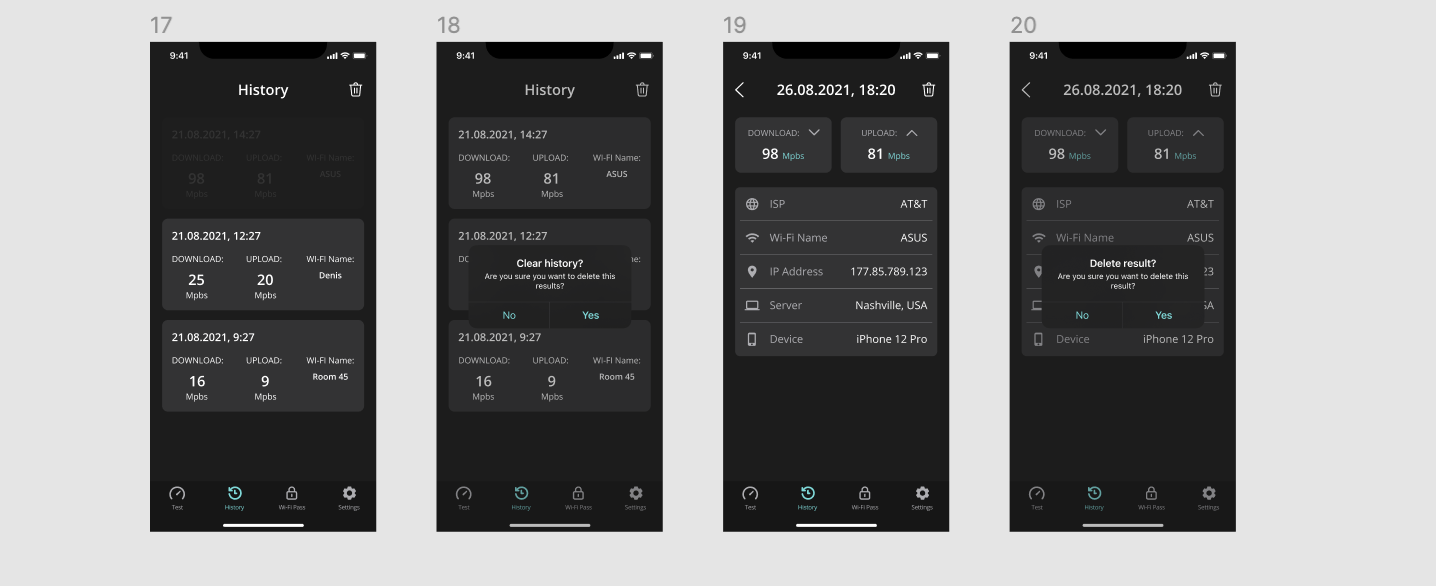 17
9:41
History
21.08.2021, 14:27
DOWNLOAD: UPLOAD: WI-FI Name:
98 81 ASUS
Mpbs Mpbs
21.08.2021, 12:27
DOWNLOAD: UPLOAD: WI-FI Name:
25 20 Denis
Mpbs Mpbs
21.08.2021, 9:27
DOWNLOAD: UPLOAD: WI-FI Name:
16 9 Room 45
Mpbs Mpbs
Test History Wi-Fi Pass Settings
18
9:41
History
21.08.2021, 14:27
DOWNLOAD: UPLOAD: WI-FI Name:
98 81 ASUS
Mpbs Mpbs
21.08.2021, 12:27
Clear history?
Are you sure you want to delete this
results?
No Yes
21.08.2021, 9:27
DOWNLOAD: UPLOAD: WI-FI Name:
16 9 Room 45
Mpbs Mpbs
Test History Wi-Fi Pass Settings
19
9:41
26.08.2021, 18:20
DOWNLOAD: UPLOAD:
98 Mpbs 81 Mpbs
ISP AT&T
Wi-Fi Name ASUS
IP Address 177.85.789.123
Server Nashville, USA
Device iPhone 12 Pro
Test History Wi-Fi Pass Settings
20
9:41
26.08.2021, 18:20
DOWNLOAD: UPLOAD:
98 Mpbs 81 Mpbs
ISP AT&T
Wi-Fi Name ASUS
Delete result?
Are you sure you want to delete this
result?
No Yes
Device iPhone 12 Pro
Test History Wi-Fi Pass Settings